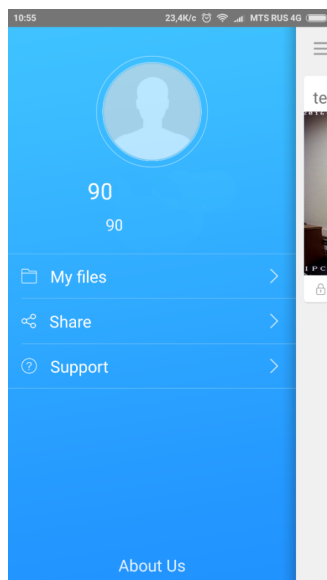 10:55 23,4K/c MTS RUS 4G
te
90
90
My files
Share
Support
I P C
About Us